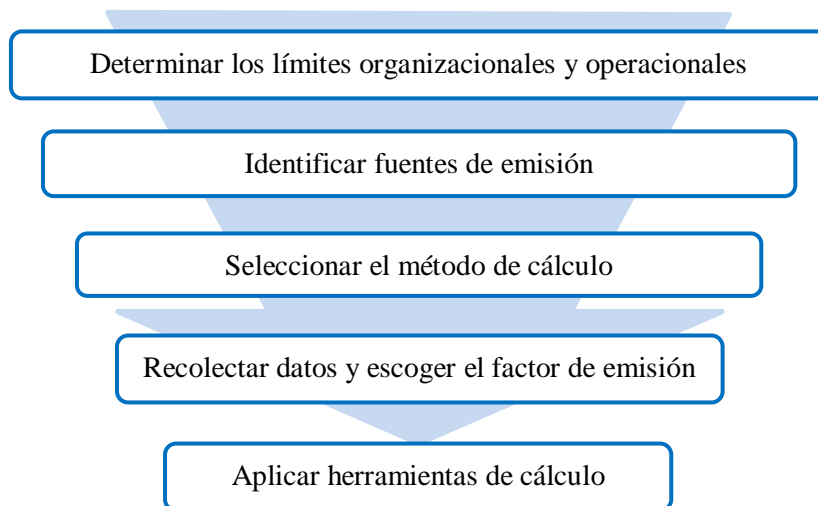 Determinar los límites organizacionales y operacionales
Identificar fuentes de emisión
Seleccionar el método de cálculo
Recolectar datos y escoger el factor de emisión
Aplicar herramientas de cálculo